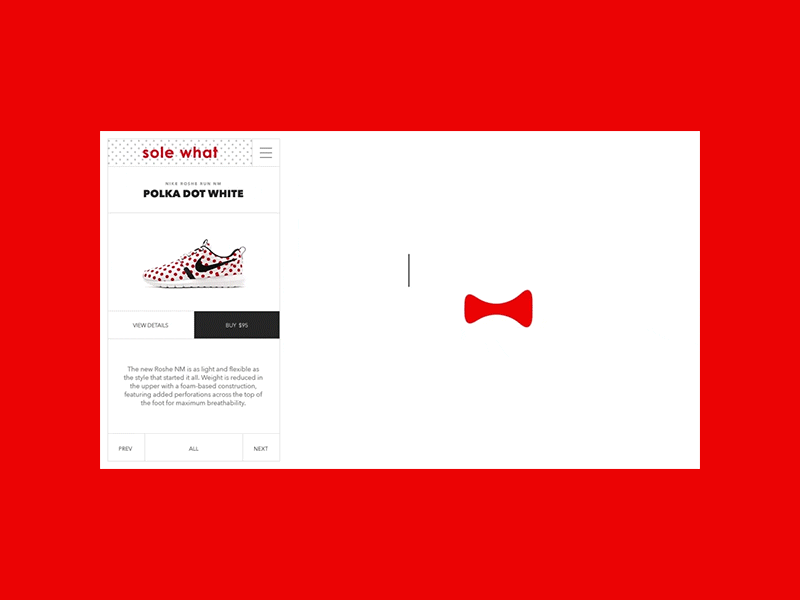 sole what
NIKE ROSHE RUN NM
POLKA DOT WHITE
VIEW DETAILS
BUY $95
The new Roshe NM is as light and flexible as
the style that started it all. Weight is reduced in
the upper with a foam-based construction,
featuring added perforations across the top of
the foot for maximum breathability.
PREV
ALL
NEXT